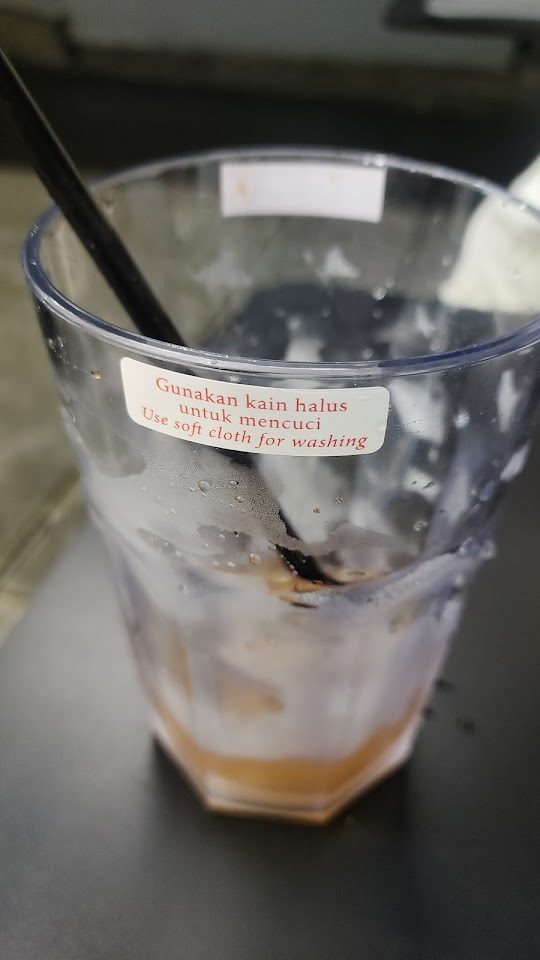 Gunakan kain halus
untuk mencuci
Use soft cloth for washing